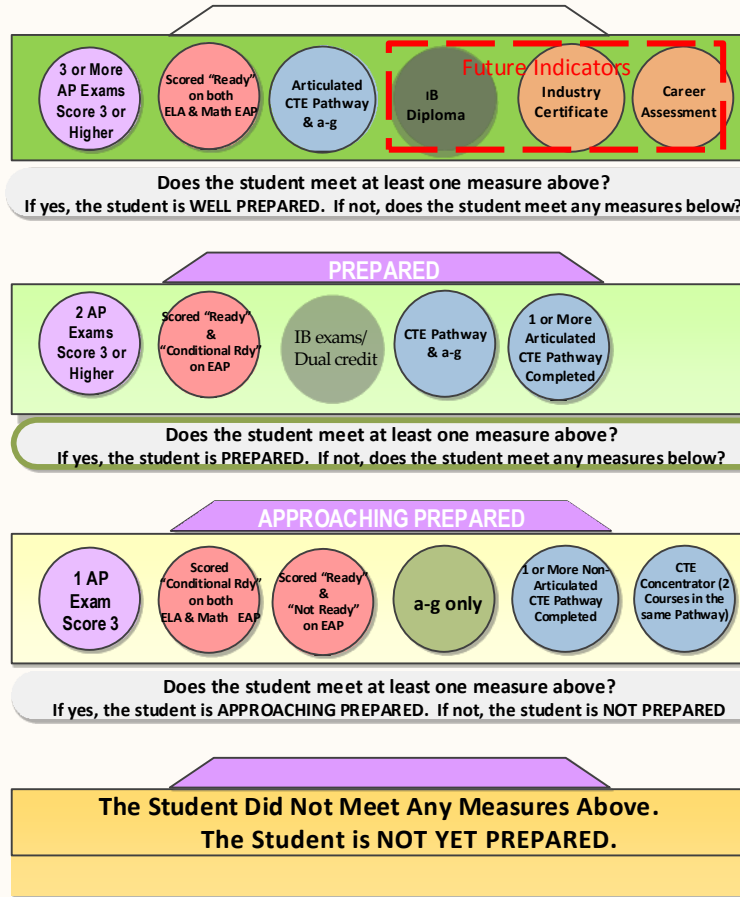 3 or More
AP Exams
Score 3 or
Higher
Scored “Ready”
on both
ELA & Math EAP
Articulated
CTE Pathway
& a-g
Future Indicators
IB
Diploma
Industry
Certificate
Career
Assessment
Does the student meet at least one measure above?
If yes, the student is WELL PREPARED. If not, does the student meet any measures below?
PREPARED
2 AP
Exams
Score 3 or
Higher
Scored “Ready”
&
“Conditional Rdy”
on EAP
IB exams/
Dual credit
CTE Pathway
& a-g
1 or More
Articulated
CTE Pathway
Completed
Does the student meet at least one measure above?
If yes, the student is PREPARED. If not, does the student meet any measures below?
APPROACHING PREPARED
1 AP
Exam
Score 3
Scored
“Conditional Rdy”
on both
ELA & Math EAP
Scored “Ready”
&
“Not Ready”
on EAP
a-g only
1 or More Non-
Articulated
CTE Pathway
Completed
CTE
Concentrator (2
Courses in the
same Pathway)
Does the student meet at least one measure above?
If yes, the student is APPROACHING PREPARED. If not, the student is NOT PREPARED
The Student Did Not Meet Any Measures Above.
The Student is NOT YET PREPARED.